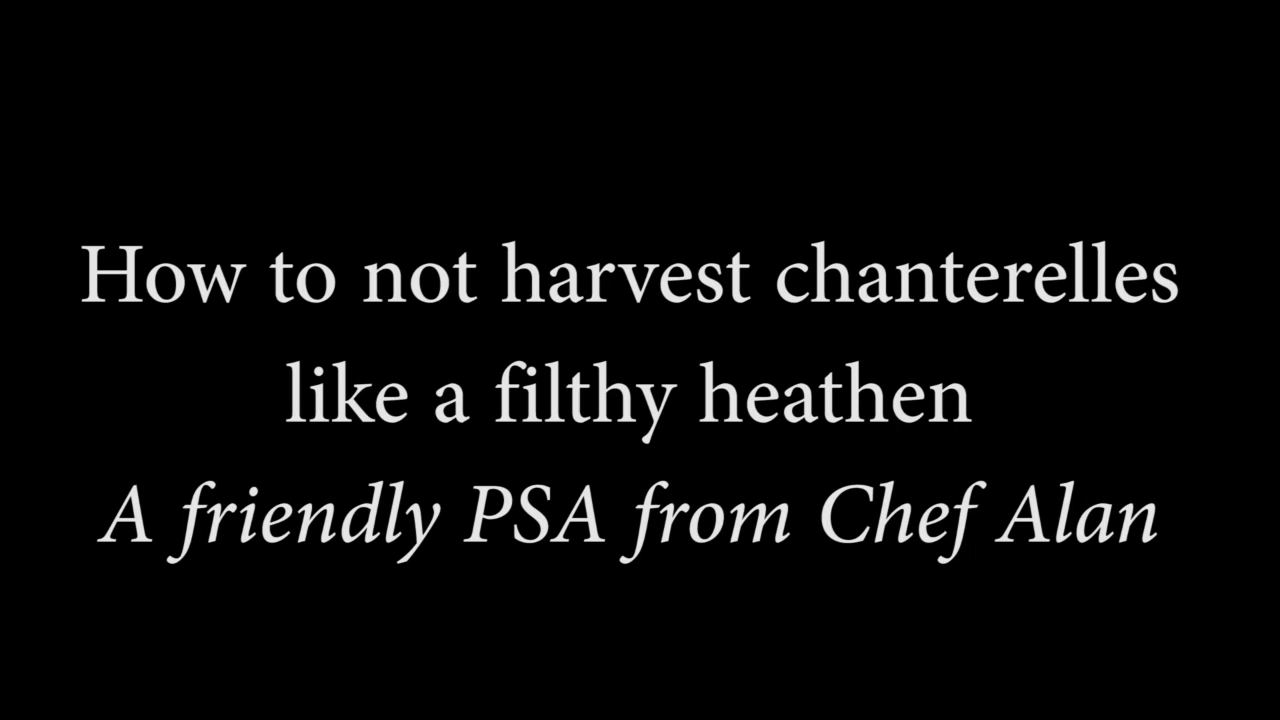 How to not harvest chanterelles
like a filthy heathen
A friendly PSA from Chef Alan